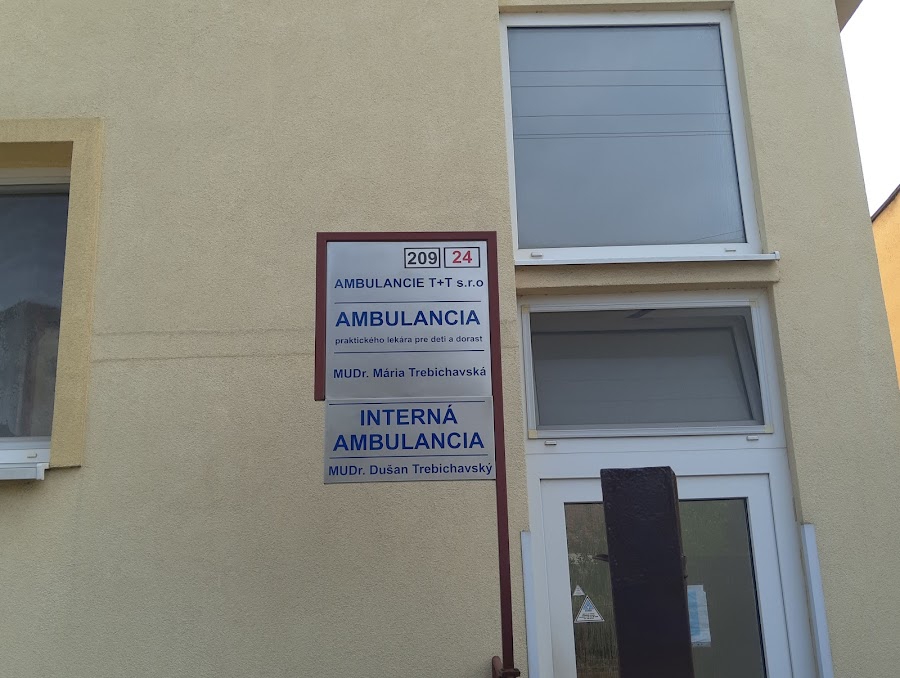 209 24
AMBULANCIE T+T s.r.o
AMBULANCIA
praktického lekára pre deti a dorast
MUDr. Mária Trebichavská
INTERNÁ
AMBULANCIA
MUDr. Dušan Trebichavský